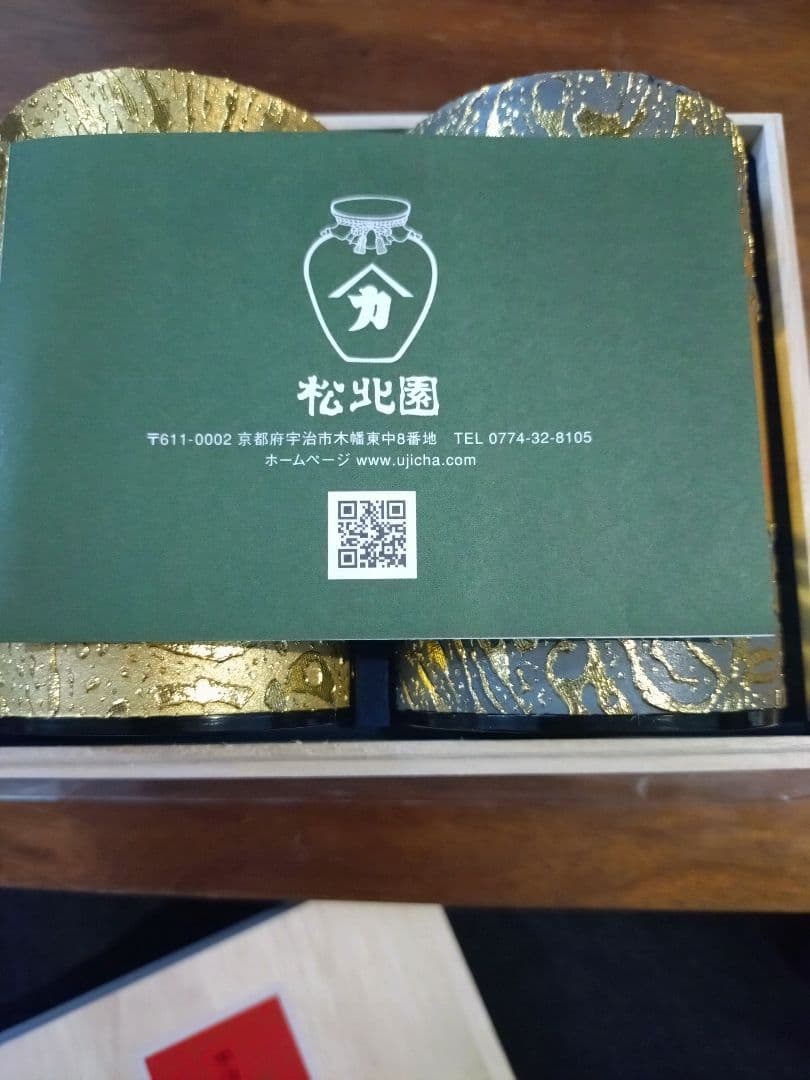 力
松北園
〒611-0002 京都府宇治市木幡東中8番地 TEL 0774-32-8105
ホームページ www.ujicha.com